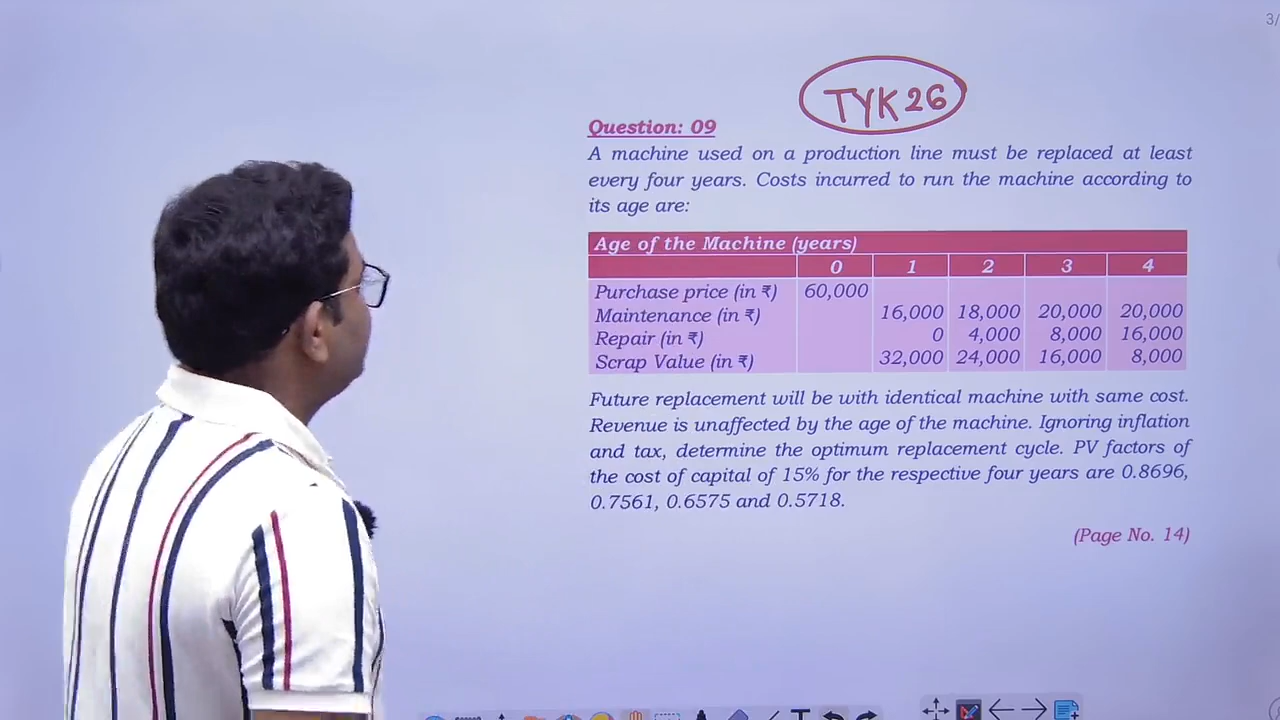 3/
TYK 26
Question: 09
A machine used on a production line must be replaced at least
every four years. Costs incurred to run the machine according to
its age are:
Age of the Machine (years)
0 1 2 3 4
Purchase price (in ₹) 60,000
Maintenance (in ₹) 16,000 18,000 20,000 20,000
Repair (in ₹) 0 4,000 8,000 16,000
Scrap Value (in ₹) 32,000 24,000 16,000 8,000
Future replacement will be with identical machine with same cost.
Revenue is unaffected by the age of the machine. Ignoring inflation
and tax, determine the optimum replacement cycle. PV factors of
the cost of capital of 15% for the respective four years are 0.8696,
0.7561, 0.6575 and 0.5718.
(Page No. 14)